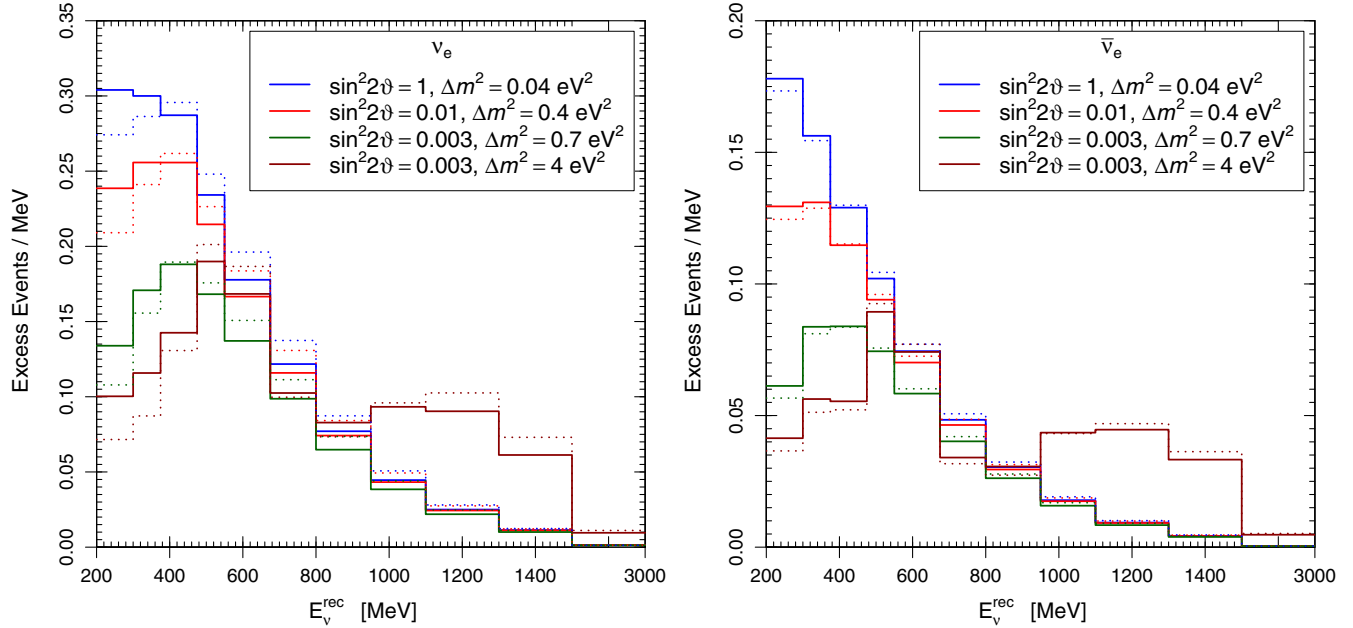 ν_e
sin²2ϑ = 1, Δm² = 0.04 eV²
sin²2ϑ = 0.01, Δm² = 0.4 eV²
sin²2ϑ = 0.003, Δm² = 0.7 eV²
sin²2ϑ = 0.003, Δm² = 4 eV²
Excess Events / MeV
0.35
0.30
0.25
0.20
0.15
0.10
0.05
0.00
200 400 600 800 1000 1200 1400 3000
E_ν^rec [MeV]
ν̅_e
sin²2ϑ = 1, Δm² = 0.04 eV²
sin²2ϑ = 0.01, Δm² = 0.4 eV²
sin²2ϑ = 0.003, Δm² = 0.7 eV²
sin²2ϑ = 0.003, Δm² = 4 eV²
Excess Events / MeV
0.20
0.15
0.10
0.05
0.00
200 400 600 800 1000 1200 1400 3000
E_ν^rec [MeV]